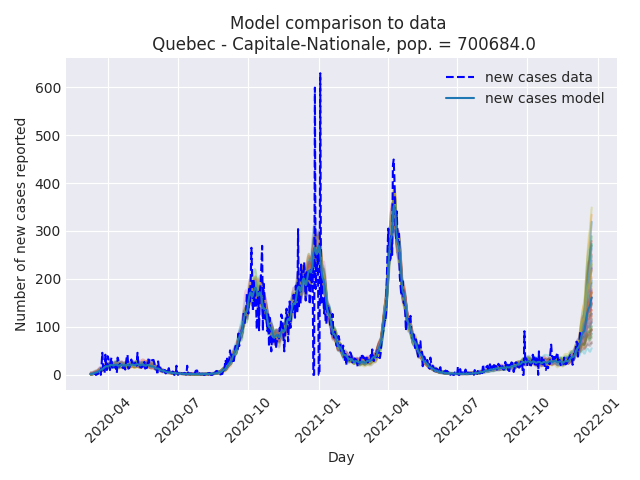 Model comparison to data
Quebec - Capitale-Nationale, pop. = 700684.0
new cases data
new cases model
Number of new cases reported
600
500
400
300
200
100
0
2020-04
2020-07
2020-10
2021-01
2021-04
2021-07
2021-10
2022-01
Day